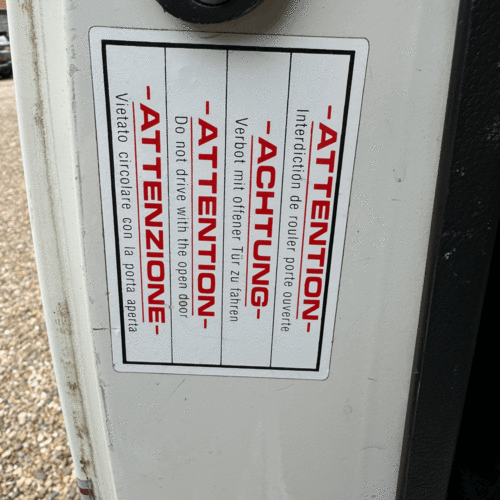 -ATTENTION-
Interdictidn de rouler porte ouverte
-ACHTUNG-
Verbot mit offener Tür zu fahren
-ATTENTION-
Do not drive with the open door
-ATTENZIONE-
Vietato circolare con la porta aperta